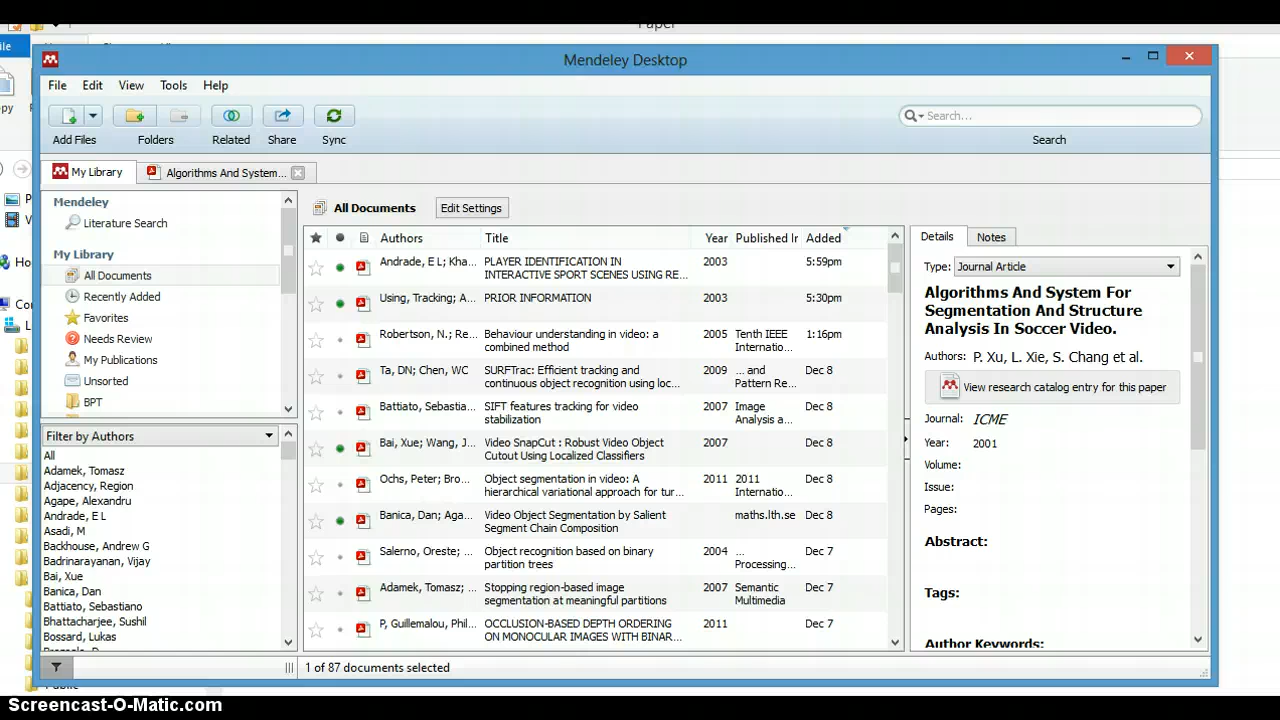 Paper
ile
Mendeley Desktop
File Edit View Tools Help
Search...
Add Files Folders Related Share Sync Search
My Library Algorithms And System...
Mendeley
Literature Search
My Library
All Documents
Recently Added
Favorites
Needs Review
My Publications
Unsorted
BPT
Filter by Authors
All
Adamek, Tomasz
Adjacency, Region
Agape, Alexandru
Andrade, E L
Asadi, M
Backhouse, Andrew G
Badrinarayanan, Vijay
Bai, Xue
Banica, Dan
Battiato, Sebastiano
Bhattacharjee, Sushil
Bossard, Lukas
All Documents Edit Settings
Authors Title Year Published In Added
Andrade, E L; Kha... PLAYER IDENTIFICATION IN 2003 5:59pm
INTERACTIVE SPORT SCENES USING RE...
Using, Tracking; A... PRIOR INFORMATION 2003 5:30pm
Robertson, N.; Re... Behaviour understanding in video: a 2005 Tenth IEEE 1:16pm
combined method Internatio...
Ta, DN; Chen, WC SURFTrac: Efficient tracking and 2009 ... and Dec 8
continuous object recognition using loc... Pattern Re...
Battiato, Sebastia... SIFT features tracking for video 2007 Image Dec 8
stabilization Analysis a...
Bai, Xue; Wang, J... Video SnapCut : Robust Video Object 2007 Dec 8
Cutout Using Localized Classifiers
Ochs, Peter; Bro... Object segmentation in video: A 2011 2011 Dec 8
hierarchical variational approach for tur... Internatio...
Banica, Dan; Aga... Video Object Segmentation by Salient maths.lth.se Dec 8
Segment Chain Composition
Salerno, Oreste; ... Object recognition based on binary 2004 ... Dec 7
partition trees Processing...
Adamek, Tomasz; ... Stopping region-based image 2007 Semantic Dec 7
segmentation at meaningful partitions Multimedia
P, Guillemalou, Phil... OCCLUSION-BASED DEPTH ORDERING 2011 Dec 7
ON MONOCULAR IMAGES WITH BINAR...
1 of 87 documents selected
Details Notes
Type: Journal Article
Algorithms And System For
Segmentation And Structure
Analysis In Soccer Video.
Authors: P. Xu, L. Xie, S. Chang et al.
View research catalog entry for this paper
Journal: ICME
Year: 2001
Volume:
Issue:
Pages:
Abstract:
Tags:
Author Keywords:
Public
Screencast-O-Matic.com